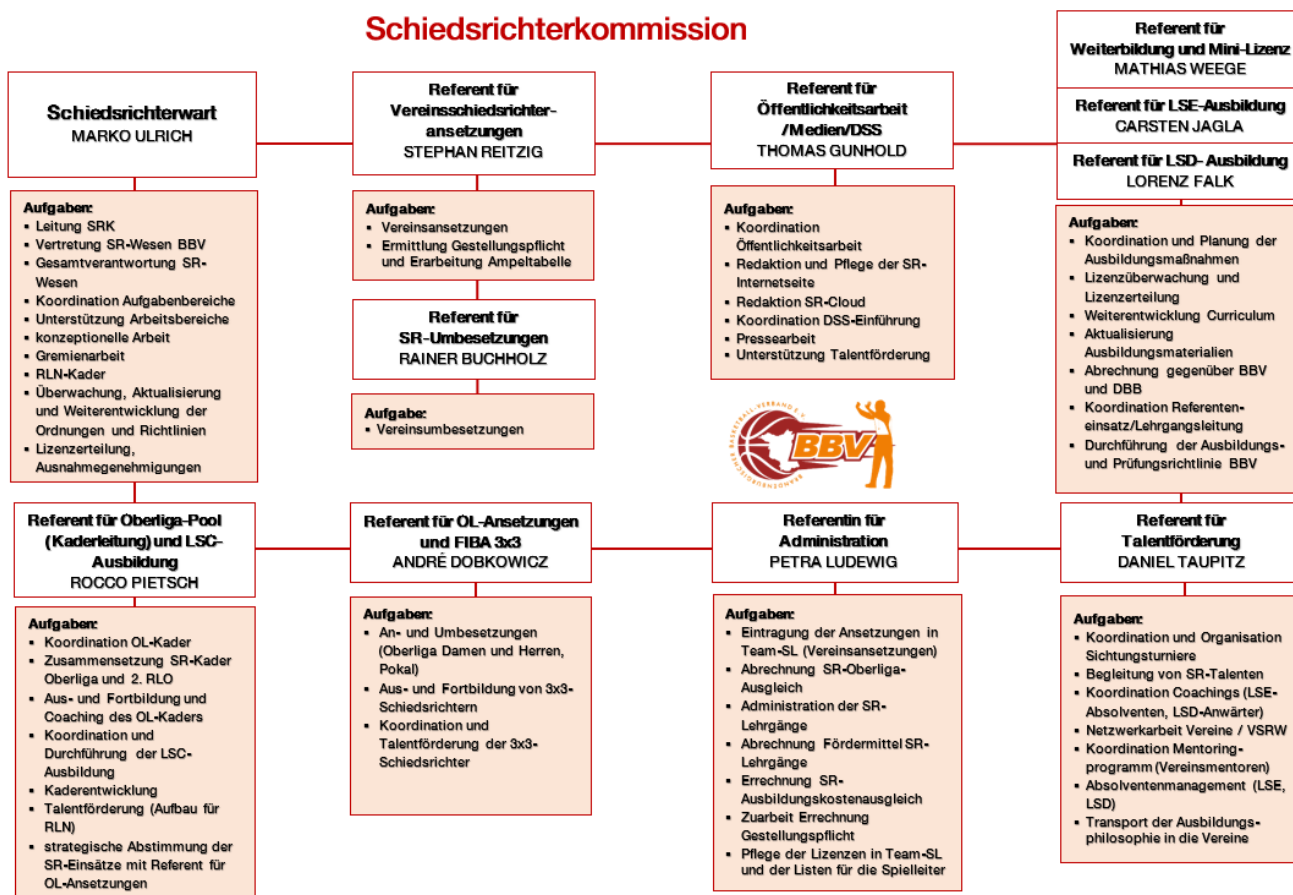 Schiedsrichterkommission
Schiedsrichterwart
MARKO ULRICH
Aufgaben:
▪ Leitung SRK
▪ Vertretung SR-Wesen BBV
▪ Gesamtverantwortung SR-
Wesen
▪ Koordination Aufgabenbereiche
▪ Unterstützung Arbeitsbereiche
▪ konzeptionelle Arbeit
▪ Gremienarbeit
▪ RLN-Kader
▪ Überwachung, Aktualisierung
und Weiterentwicklung der
Ordnungen und Richtlinien
▪ Lizenzerteilung,
Ausnahmegenehmigungen
Referent für
Vereinsschiedsrichter-
ansetzungen
STEPHAN REITZIG
Aufgaben:
▪ Vereinsansetzungen
▪ Ermittlung Gestellungspflicht
und Erarbeitung Ampeltabelle
Referent für
SR-Umbesetzungen
RAINER BUCHHOLZ
Aufgabe:
▪ Vereinsumbesetzungen
Referent für
Öffentlichkeitsarbeit
/Medien/DSS
THOMAS GUNHOLD
Aufgaben:
▪ Koordination
Öffentlichkeitsarbeit
▪ Redaktion und Pflege der SR-
Internetseite
▪ Redaktion SR-Cloud
▪ Koordination DSS-Einführung
▪ Pressearbeit
▪ Unterstützung Talentförderung
BRANDENBURGISCHER BASKETBALL-VERBAND E.V.
BBV
Referent für
Weiterbildung und Mini-Lizenz
MATHIAS WEEGE
Referent für LSE-Ausbildung
CARSTEN JAGLA
Referent für LSD- Ausbildung
LORENZ FALK
Aufgaben:
▪ Koordination und Planung der
Ausbildungsmaßnahmen
▪ Lizenzüberwachung und
Lizenzerteilung
▪ Weiterentwicklung Curriculum
▪ Aktualisierung
Ausbildungsmaterialien
▪ Abrechnung gegenüber BBV
und DBB
▪ Koordination Referenten-
einsatz/Lehrgangsleitung
▪ Durchführung der Ausbildungs-
und Prüfungsrichtlinie BBV
Referent für Oberliga-Pool
(Kaderleitung) und LSC-
Ausbildung
ROCCO PIETSCH
Aufgaben:
▪ Koordination OL-Kader
▪ Zusammensetzung SR-Kader
Oberliga und 2. RLO
▪ Aus- und Fortbildung und
Coaching des OL-Kaders
▪ Koordination und
Durchführung der LSC-
Ausbildung
▪ Kaderentwicklung
▪ Talentförderung (Aufbau für
RLN)
▪ strategische Abstimmung der
SR-Einsätze mit Referent für
OL-Ansetzungen
Referent für OL-Ansetzungen
und FIBA 3x3
ANDRÉ DOBKOWICZ
Aufgaben:
▪ An- und Umbesetzungen
(Oberliga Damen und Herren,
Pokal)
▪ Aus- und Fortbildung von 3x3-
Schiedsrichtern
▪ Koordination und
Talentförderung der 3x3-
Schiedsrichter
Referentin für
Administration
PETRA LUDEWIG
Aufgaben:
▪ Eintragung der Ansetzungen in
Team-SL (Vereinsansetzungen)
▪ Abrechnung SR-Oberliga-
Ausgleich
▪ Administration der SR-
Lehrgänge
▪ Abrechnung Fördermittel SR-
Lehrgänge
▪ Errechnung SR-
Ausbildungskostenausgleich
▪ Zuarbeit Errechnung
Gestellungspflicht
▪ Pflege der Lizenzen in Team-SL
und der Listen für die Spielleiter
Referent für
Talentförderung
DANIEL TAUPITZ
Aufgaben:
▪ Koordination und Organisation
Sichtungsturniere
▪ Begleitung von SR-Talenten
▪ Koordination Coachings (LSE-
Absolventen, LSD-Anwärter)
▪ Netzwerkarbeit Vereine / VSRW
▪ Koordination Mentoring-
programm (Vereinsmentoren)
▪ Absolventenmanagement (LSE,
LSD)
▪ Transport der Ausbildungs-
philosophie in die Vereine